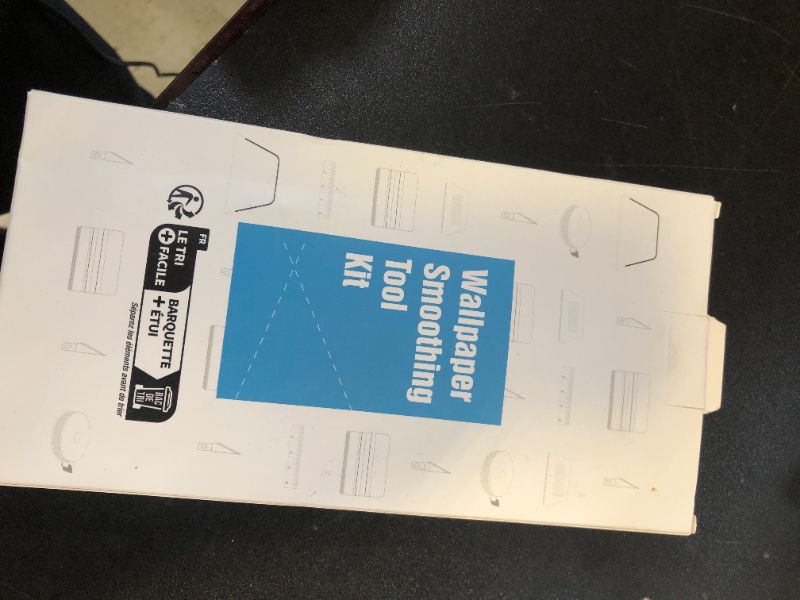 Wallpaper
Smoothing
Tool
Kit
FR
LE TRI
+ FACILE
BARQUETTE
+ ÉTUI
BAC
DE
TRI
Séparez les éléments avant de trier